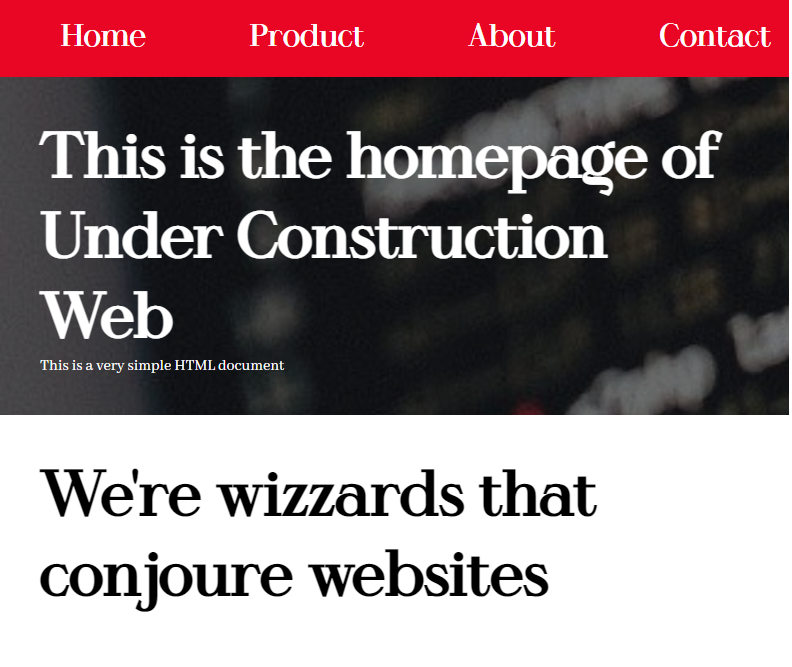 Home Product About Contact
This is the homepage of
Under Construction
Web
This is a very simple HTML document
We're wizzards that
conjoure websites